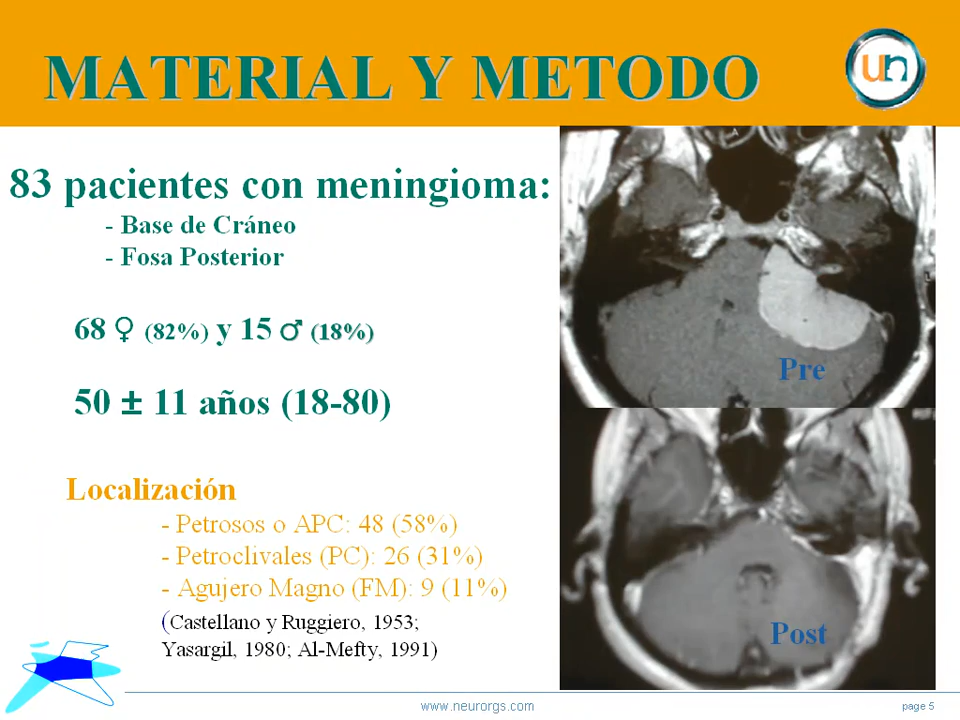 MATERIAL Y METODO
un
83 pacientes con meningioma:
- Base de Cráneo
- Fosa Posterior
68 ♀ (82%) y 15 ♂ (18%)
50 ± 11 años (18-80)
Localización
- Petrosos o APC: 48 (58%)
- Petroclivales (PC): 26 (31%)
- Agujero Magno (FM): 9 (11%)
(Castellano y Ruggiero, 1953;
Yasargil, 1980; Al-Mefty, 1991)
A
Pre
Post
www.neurorgs.com
page 5